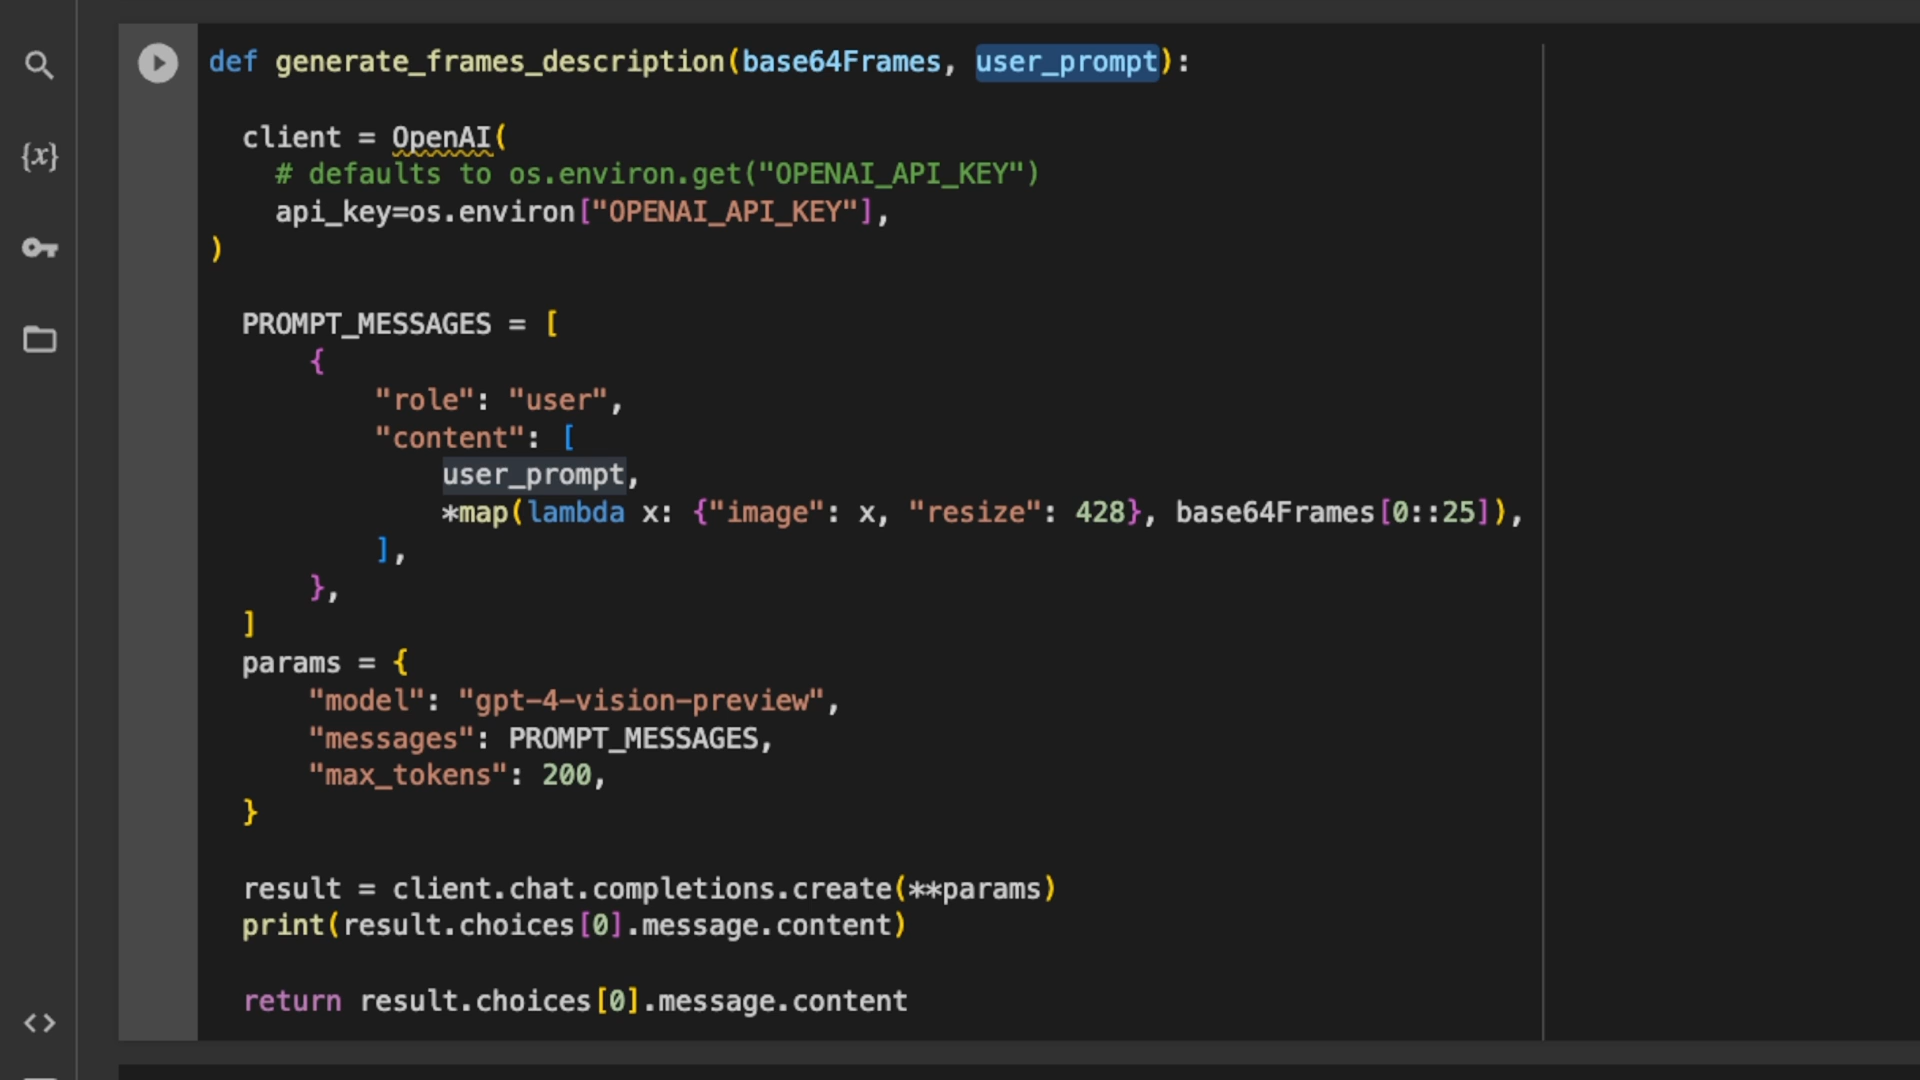 def generate_frames_description(base64Frames, user_prompt):
client = OpenAI(
# defaults to os.environ.get("OPENAI_API_KEY")
api_key=os.environ["OPENAI_API_KEY"],
)
PROMPT_MESSAGES = [
{
"role": "user",
"content": [
user_prompt,
*map(lambda x: {"image": x, "resize": 428}, base64Frames[0::25]),
],
},
]
params = {
"model": "gpt-4-vision-preview",
"messages": PROMPT_MESSAGES,
"max_tokens": 200,
}
result = client.chat.completions.create(**params)
print(result.choices[0].message.content)
return result.choices[0].message.content